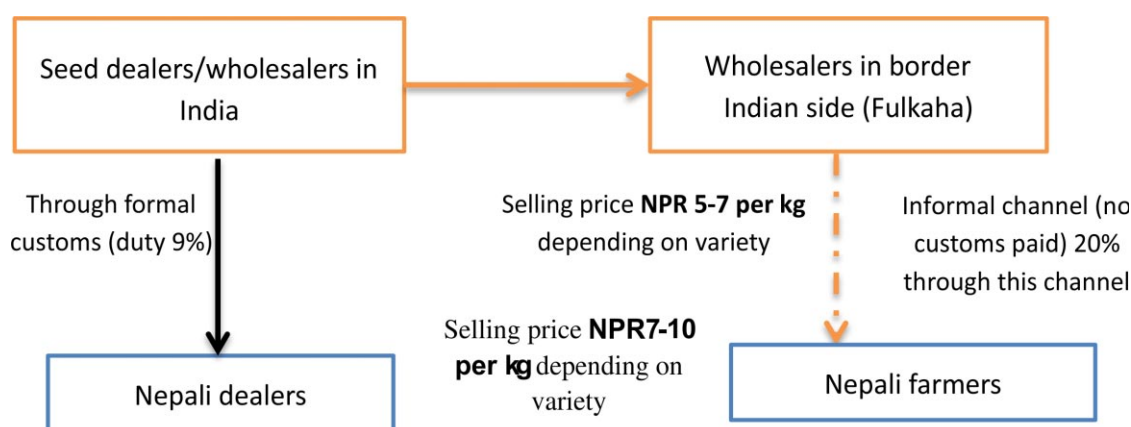 Seed dealers/wholesalers in
India
Wholesalers in border
Indian side (Fulkaha)
Through formal
customs (duty 9%)
Selling price NPR 5-7 per kg
depending on variety
Informal channel (no
customs paid) 20%
through this channel
Selling price NPR7-10
per kg depending on
variety
Nepali dealers
Nepali farmers